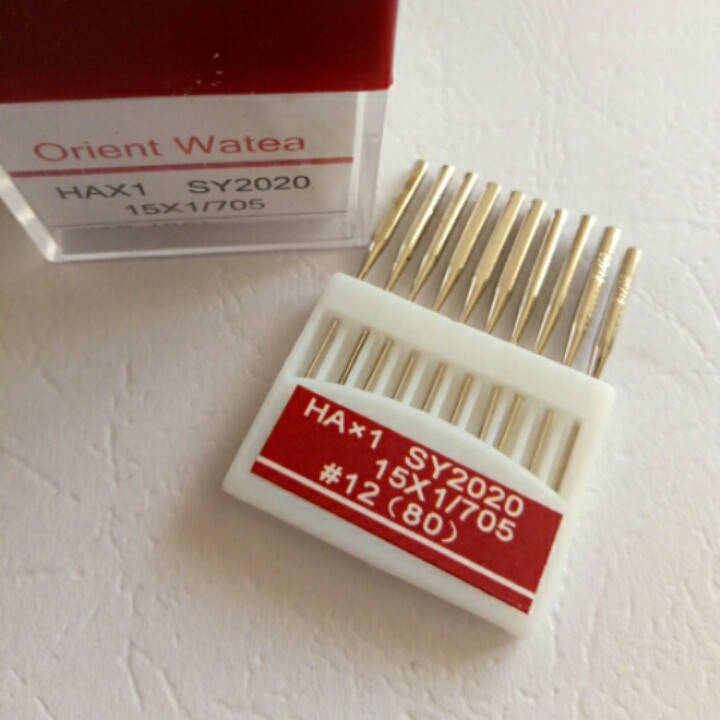 Orient Watea
HAX1 SY2020
15X1/705
HA×1 SY2020
15X1/705
#12 (80)